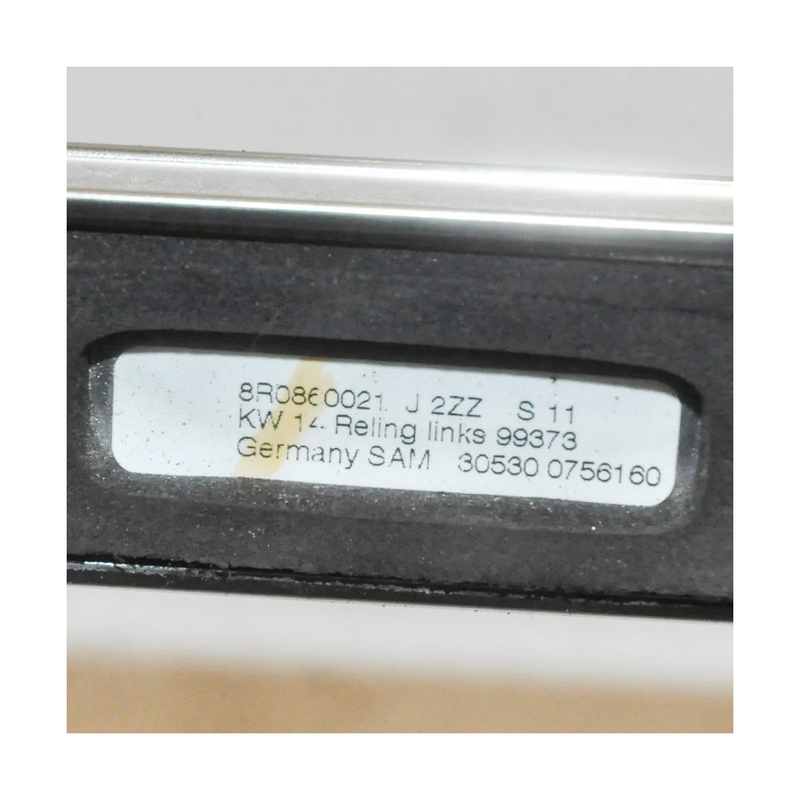 8R0860021 J 2ZZ S 11
KW 14 Reling links 99373
Germany SAM 30530 0756160